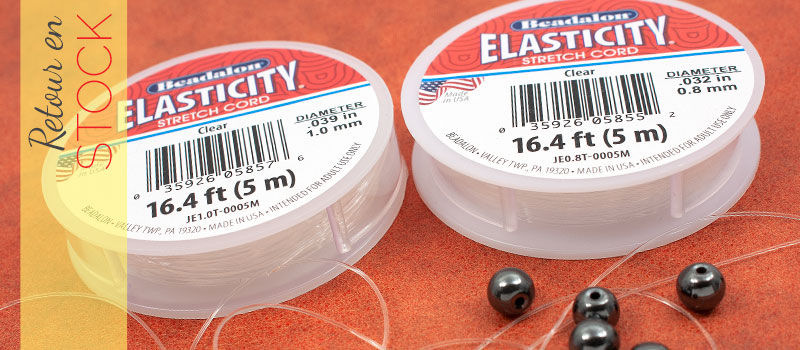 Retour en
STOCK
Beadalon
ELASTICITY™
STRETCH CORD
Clear
DIAMETER
.039 in
1.0 mm
0 35926 05857 6
16.4 ft (5 m)
JE1.0T-0005M
BEADALON • VALLEY TWP., PA 19320 • MADE IN USA • INTENDED FOR ADULT USE ONLY
Beadalon
ELASTICITY™
STRETCH CORD
Made
in USA
Clear
DIAMETER
.032 in
0.8 mm
0 35926 05855 2
16.4 ft (5 m)
JE0.8T-0005M
BEADALON • VALLEY TWP., PA 19320 • MADE IN USA • INTENDED FOR ADULT USE ONLY